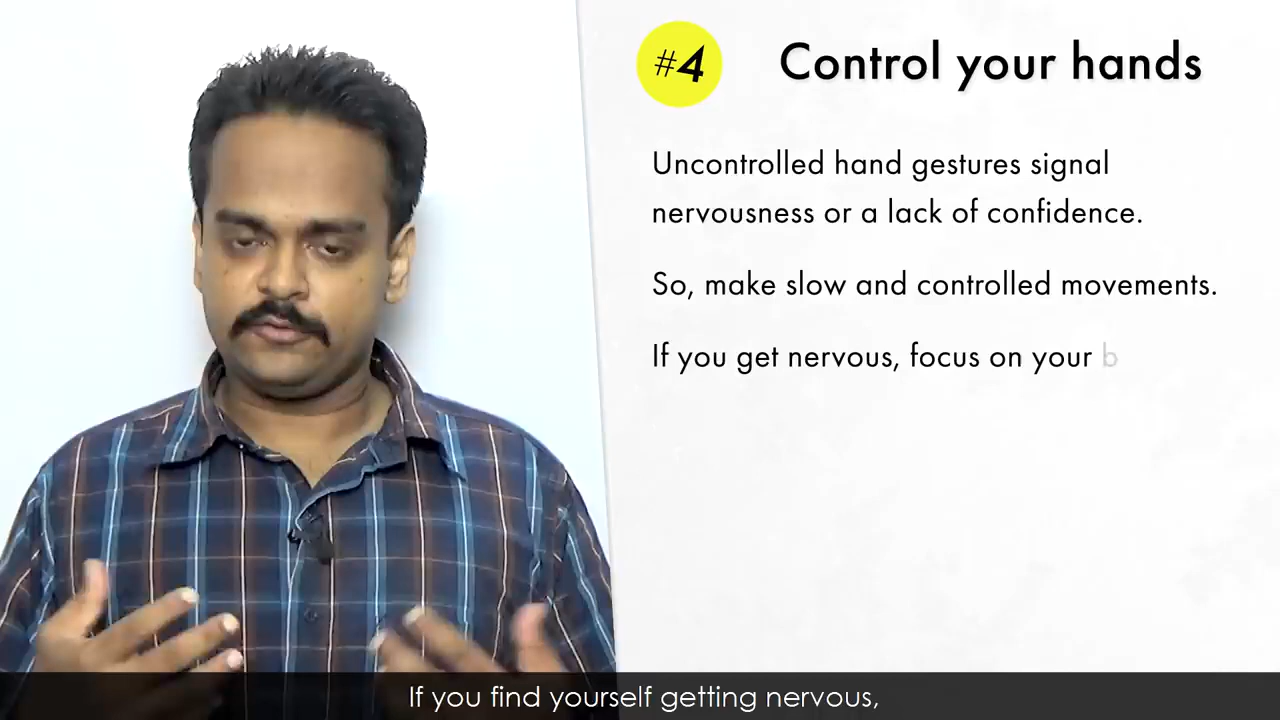 #4 Control your hands
Uncontrolled hand gestures signal
nervousness or a lack of confidence.
So, make slow and controlled movements.
If you get nervous, focus on your b
If you find yourself getting nervous,